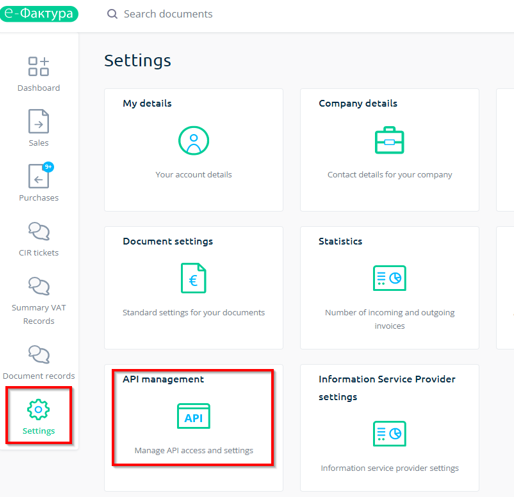 е-Фактура
Search documents
Settings
Dashboard
Sales
9+
Purchases
CIR tickets
Summary VAT
Records
Document records
Settings
My details
Your account details
Company details
Contact details for your company
Document settings
€
Standard settings for your documents
Statistics
Number of incoming and outgoing
invoices
API management
API
Manage API access and settings
Information Service Provider
settings
Information service provider settings